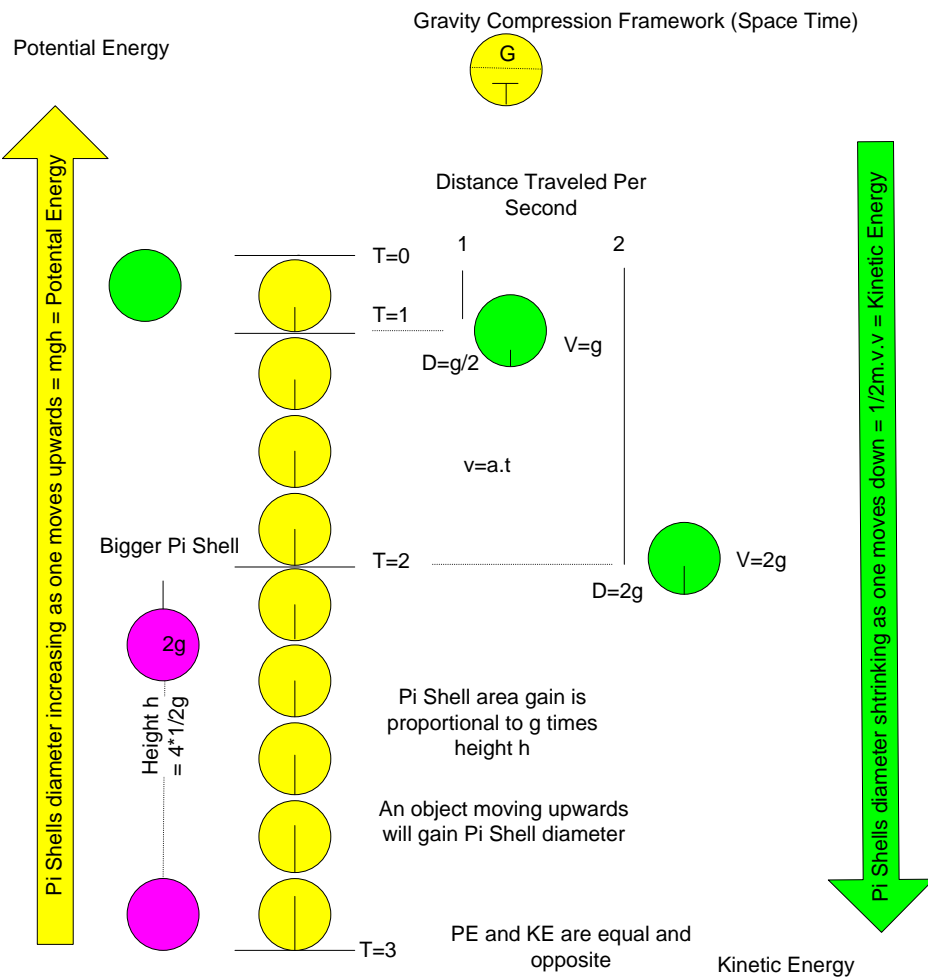 Gravity Compression Framework (Space Time)
Potential Energy
G
Pi Shells diameter increasing as one moves upwards = mgh = Potential Energy
Pi Shells diameter shtrinking as one moves down = 1/2m.v.v = Kinetic Energy
Distance Traveled Per
Second
1
2
T=0
T=1
V=g
D=g/2
v=a.t
Bigger Pi Shell
T=2
V=2g
D=2g
2g
Height h
= 4*1/2g
Pi Shell area gain is
proportional to g times
height h
An object moving upwards
will gain Pi Shell diameter
T=3
PE and KE are equal and
opposite
Kinetic Energy